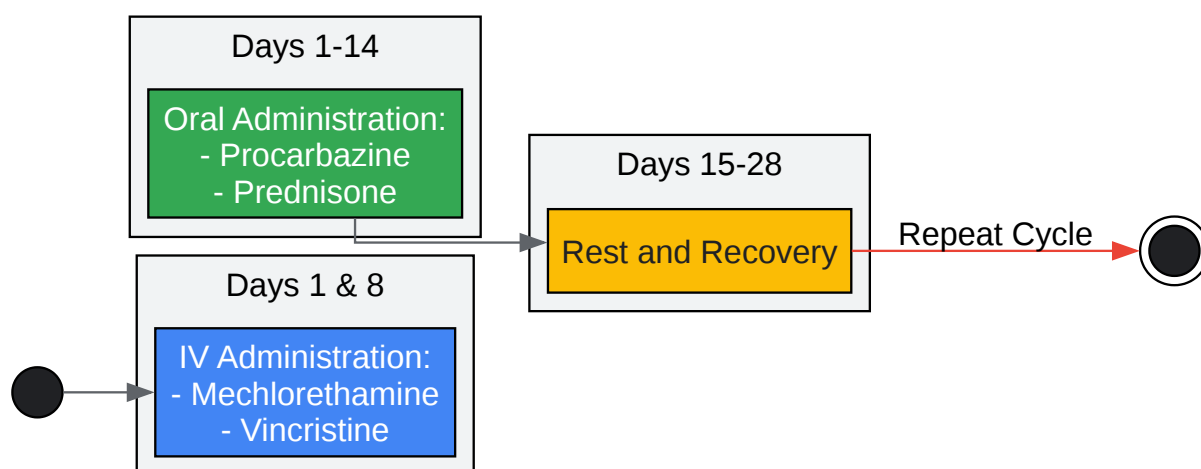 Days 1-14
Oral Administration:
- Procarbazine
- Prednisone
Days 1 & 8
IV Administration:
- Mechlorethamine
- Vincristine
Days 15-28
Rest and Recovery
Repeat Cycle